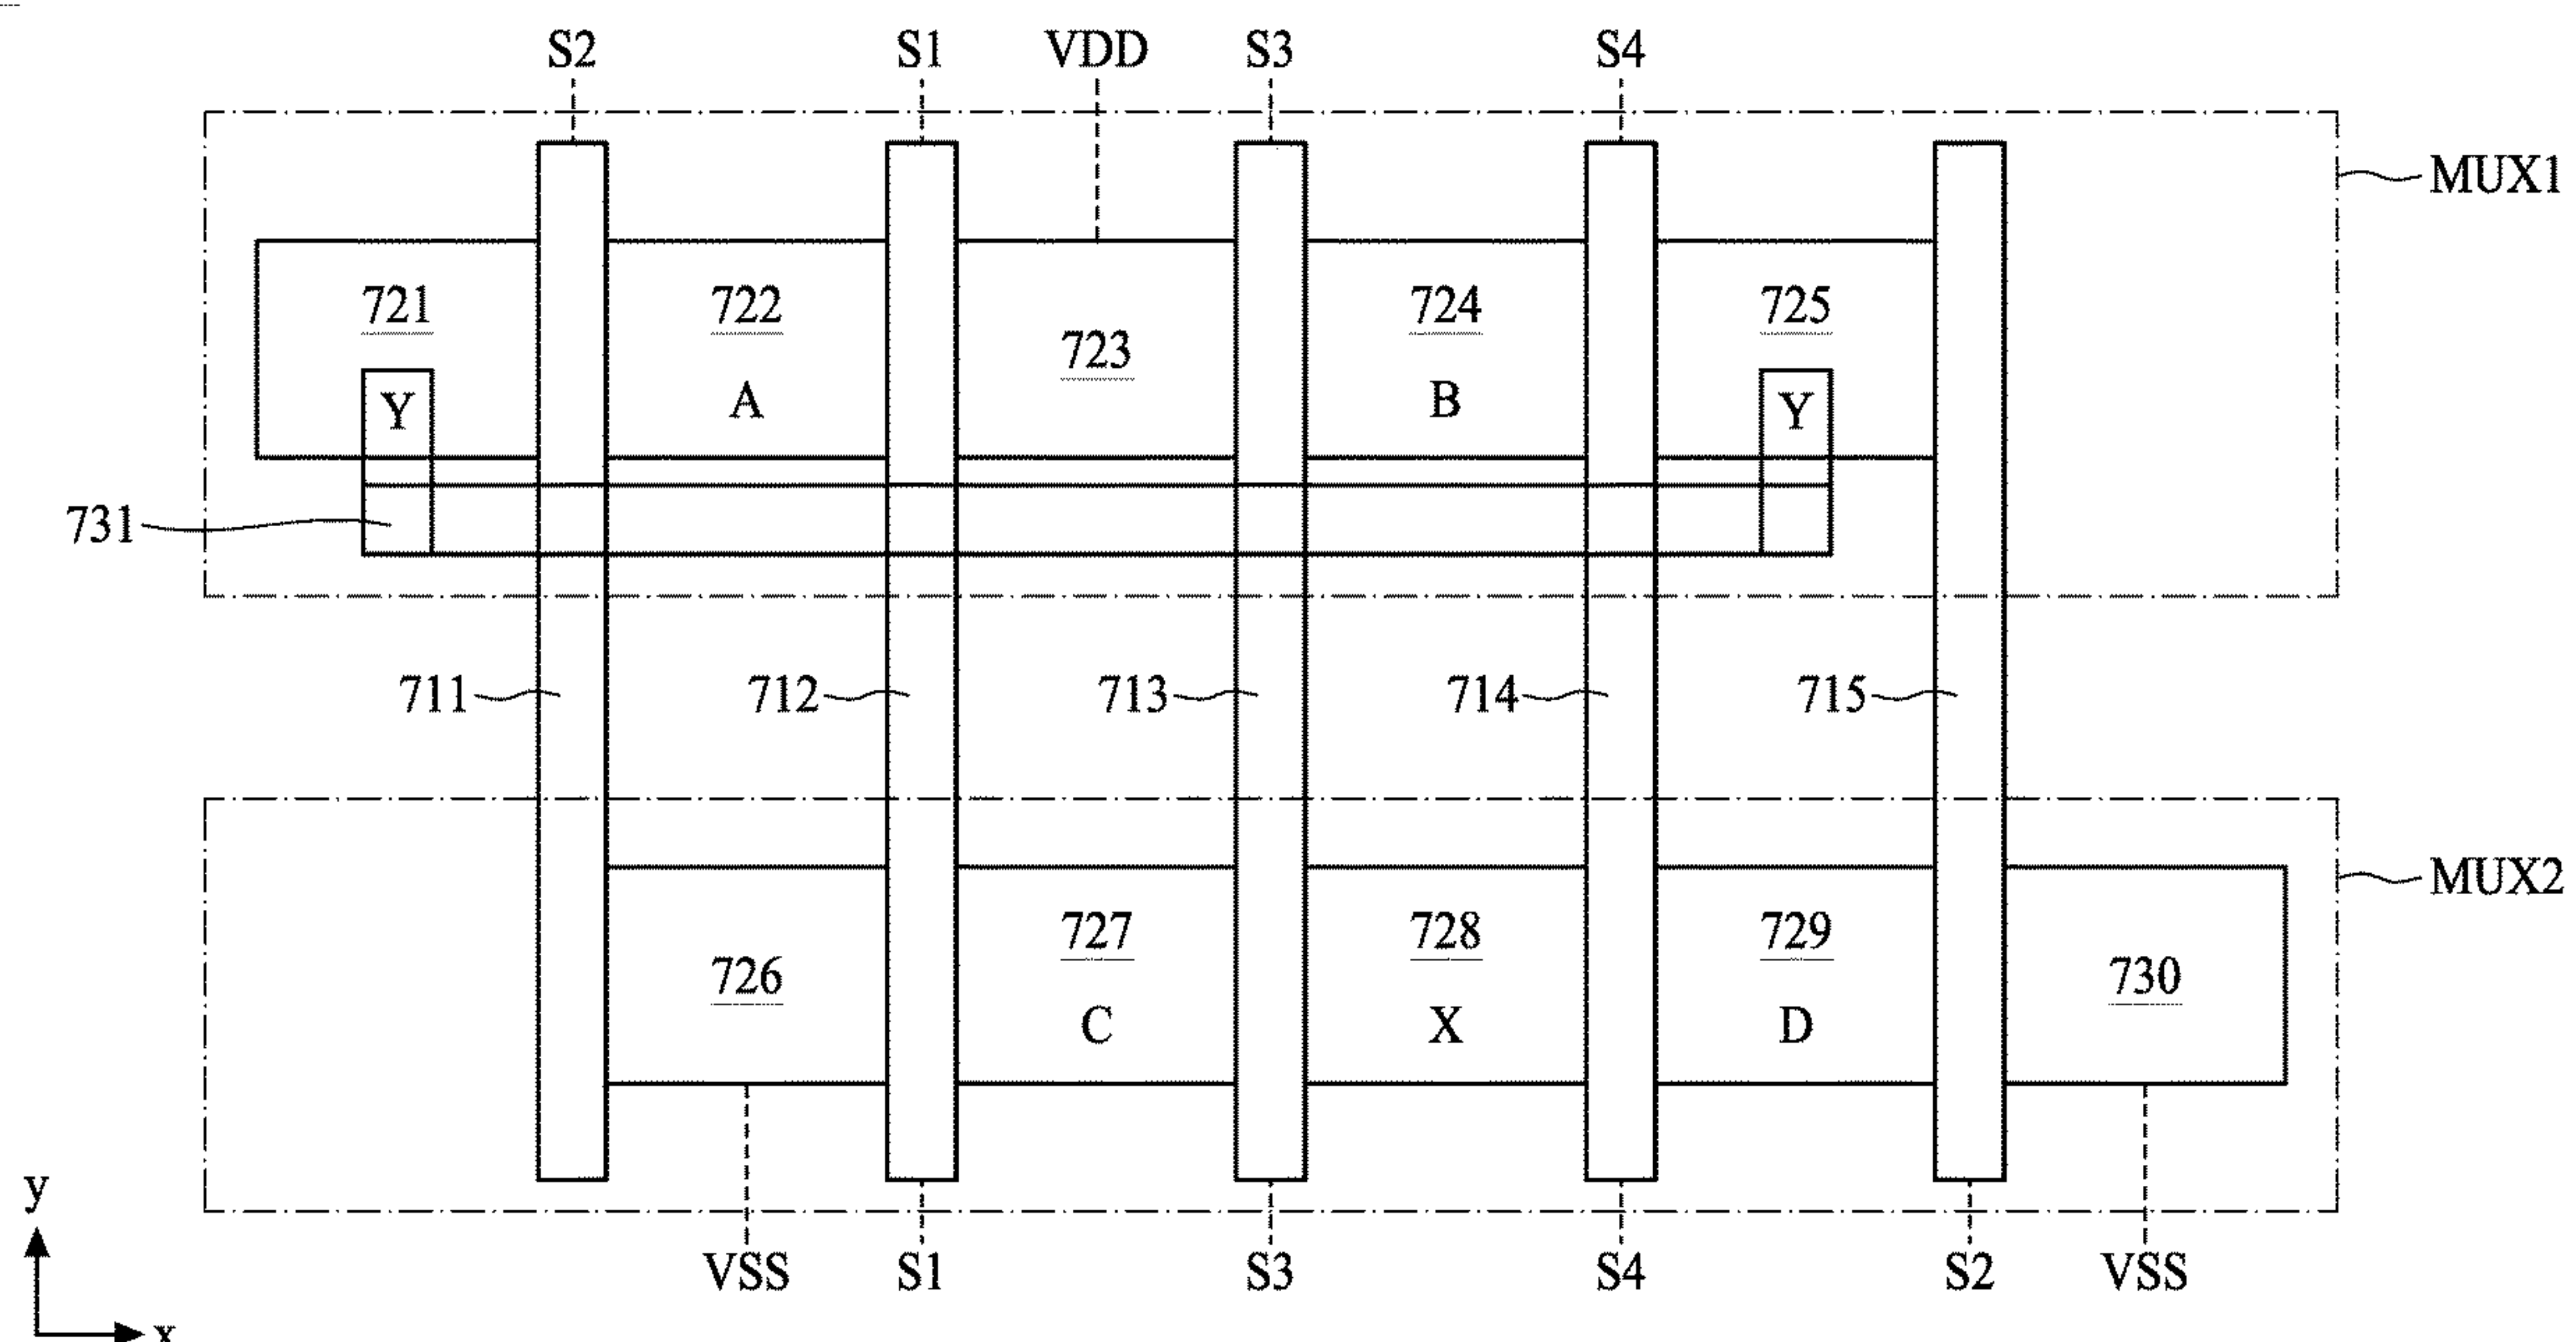 S2 S1 VDD S3 S4
MUX1
721 722 724 725
723
Y A B Y
731
711 712 713 714 715
MUX2
727 728 729
726 730
C X D
y
VSS S1 S3 S4 S2 VSS
x